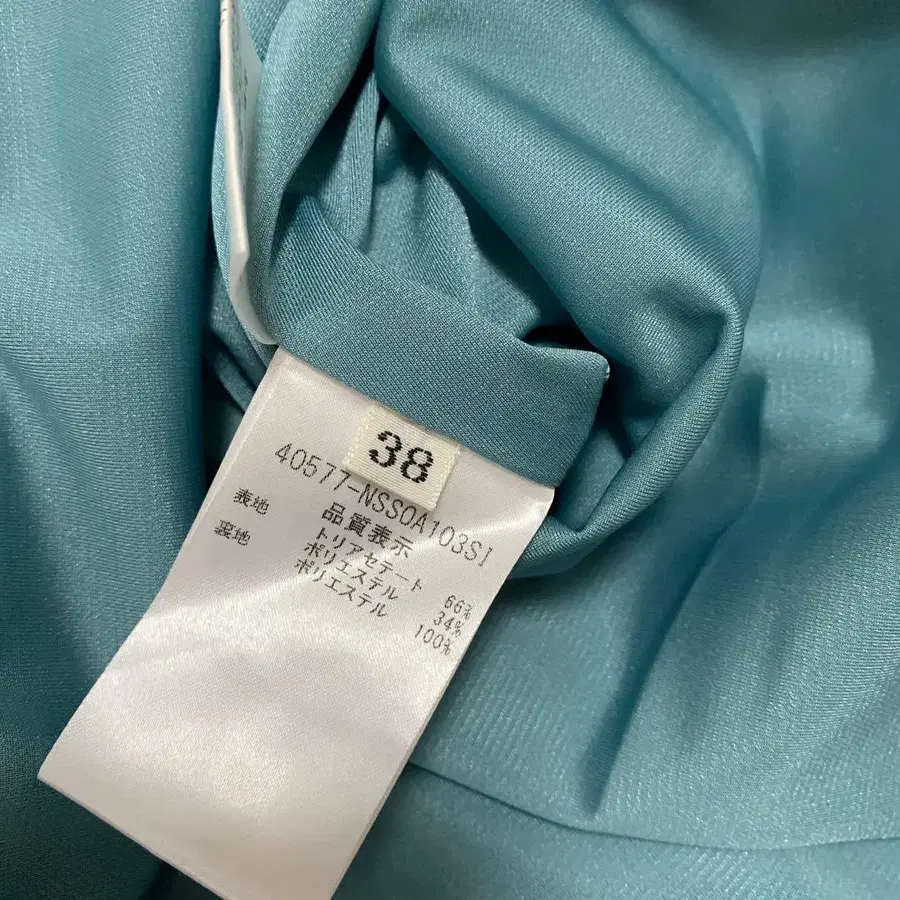 38
40577-NSSOA103SI
品質表示
表地 トリアセテート 66%
ポリエステル 34%
裏地 ポリエステル 100%